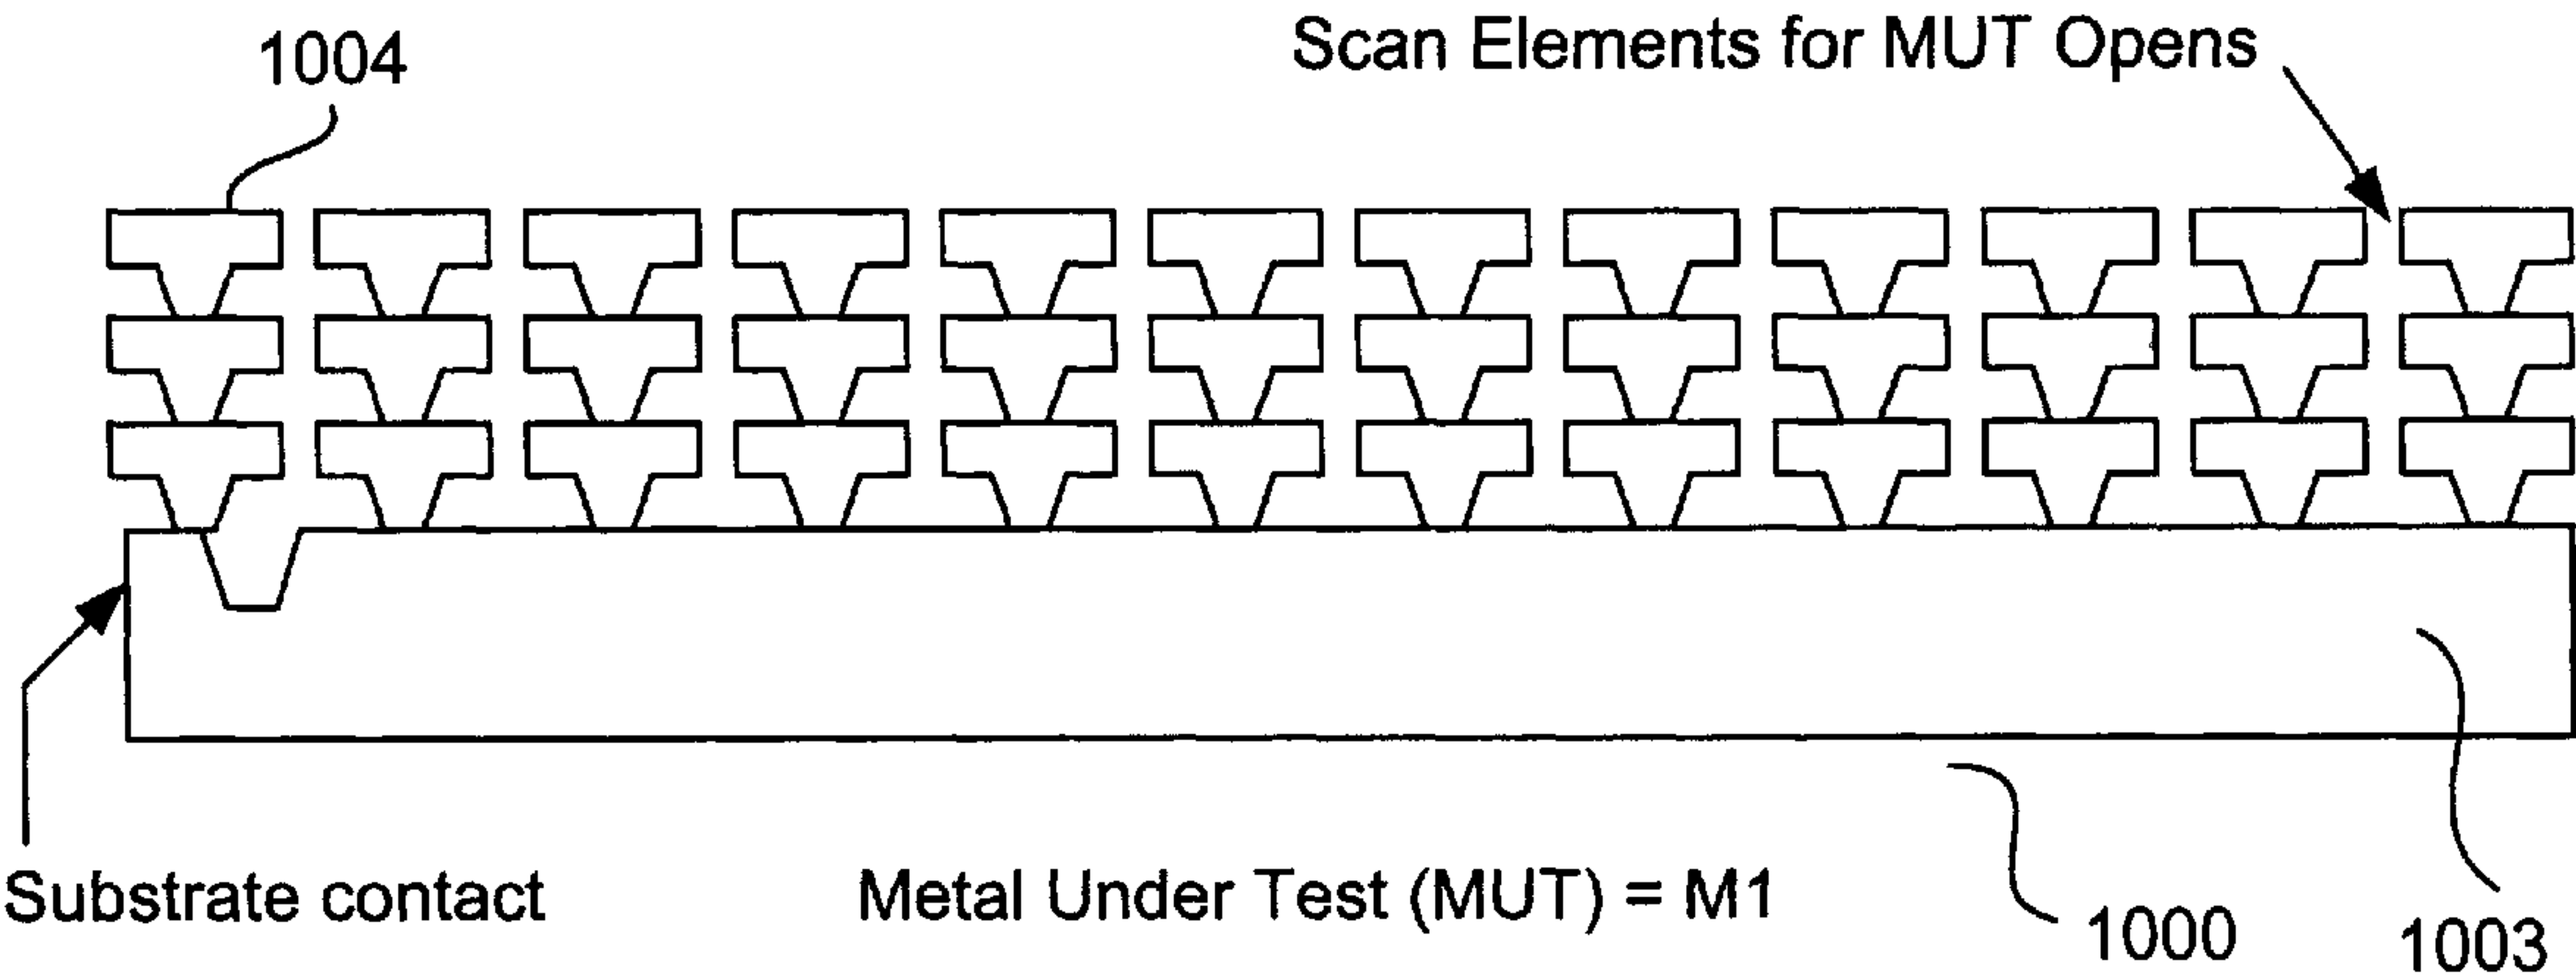 Scan Elements for MUT Opens
1004
Substrate contact
Metal Under Test (MUT) = M1
1000
1003